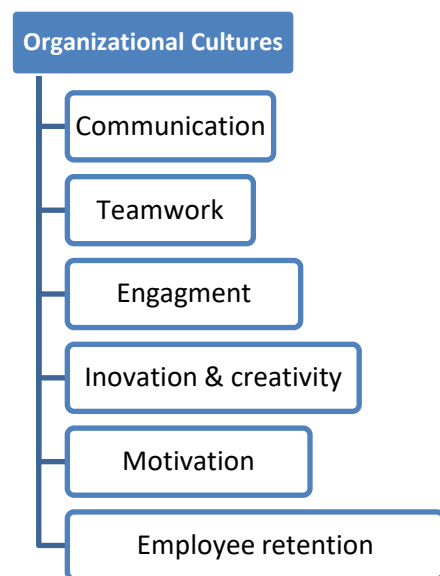 Organizational Cultures
Communication
Teamwork
Engagment
Inovation & creativity
Motivation
Employee retention